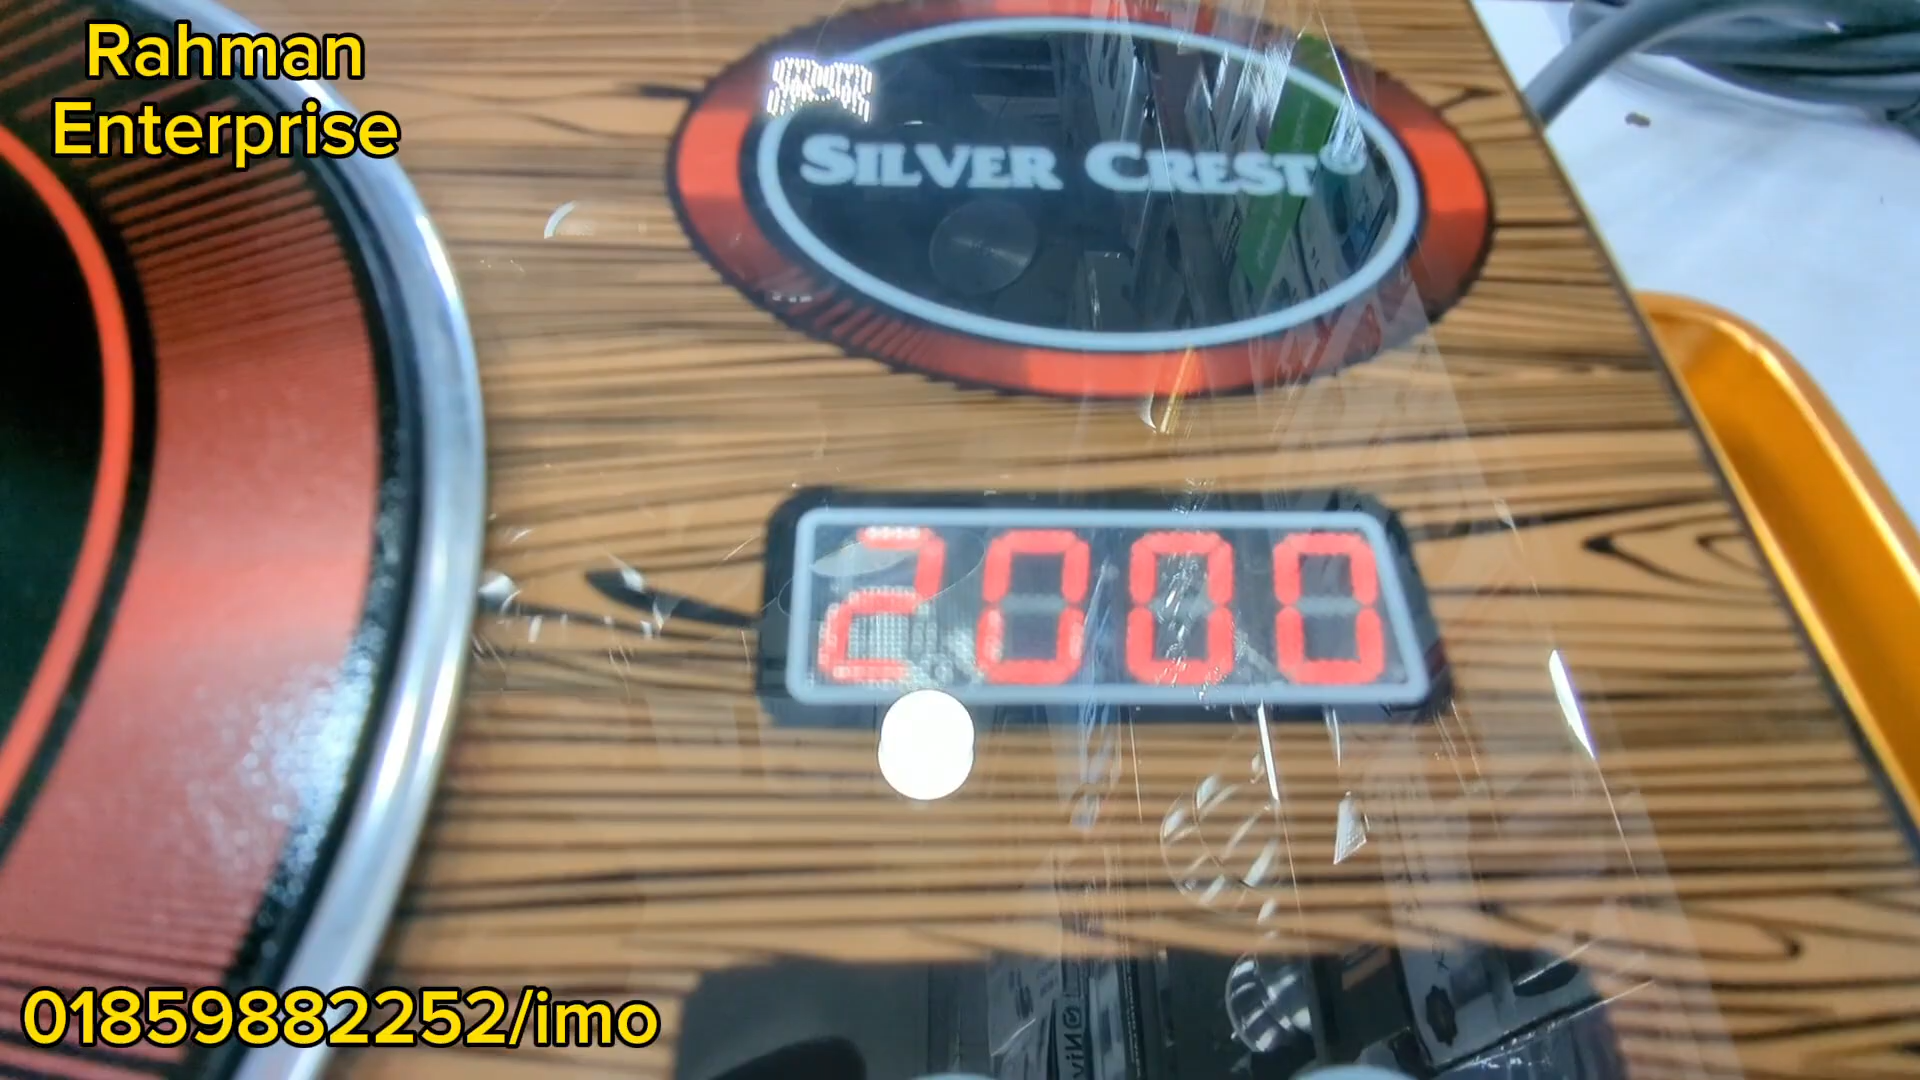 Rahman
Enterprise
SILVER CREST®
2000
01859882252/imo